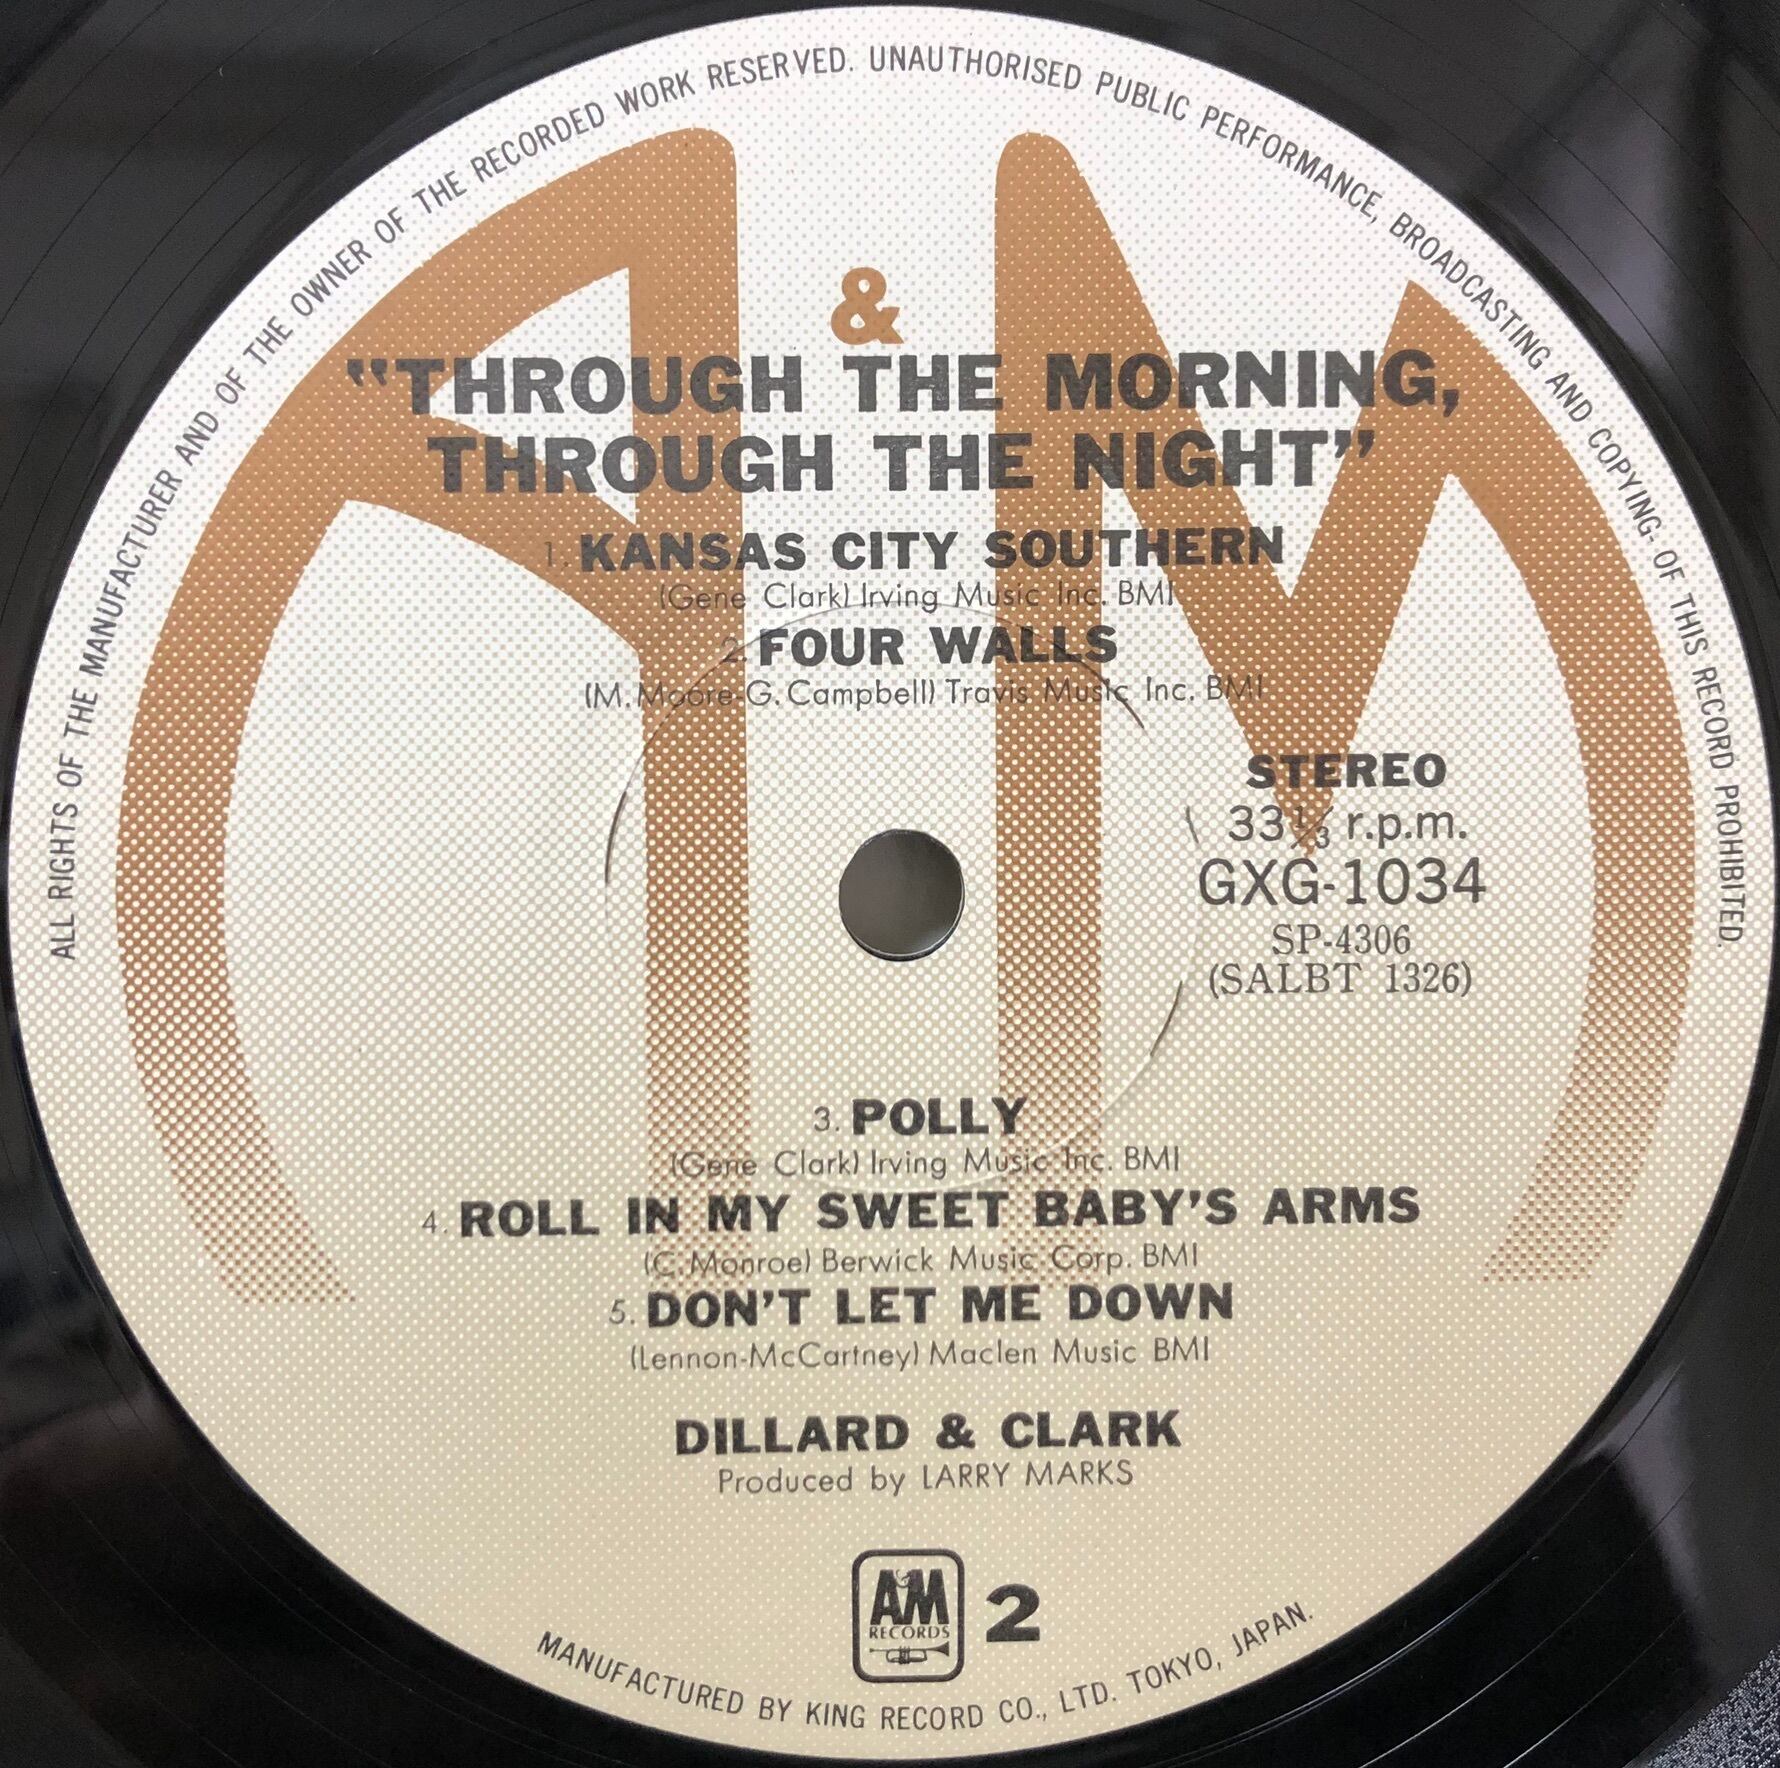 ALL RIGHTS OF THE MANUFACTURER AND OF THE OWNER OF THE RECORDED WORK RESERVED. UNAUTHORISED PUBLIC PERFORMANCE, BROADCASTING AND COPYING- OF THIS RECORD PROHIBITED.
&
"THROUGH THE MORNING,
THROUGH THE NIGHT"
1. KANSAS CITY SOUTHERN
(Gene Clark) Irving Music Inc. BMI
2. FOUR WALLS
(M. Moore-G. Campbell) Travis Music Inc. BMI
STEREO
33⅓ r.p.m.
GXG-1034
SP-4306
(SALBT 1326)
3. POLLY
(Gene Clark) Irving Music Inc. BMI
4. ROLL IN MY SWEET BABY'S ARMS
(C. Monroe) Berwick Music Corp. BMI
5. DON'T LET ME DOWN
(Lennon-McCartney) Maclen Music BMI
DILLARD & CLARK
Produced by LARRY MARKS
A&M
RECORDS
2
MANUFACTURED BY KING RECORD CO., LTD. TOKYO, JAPAN.